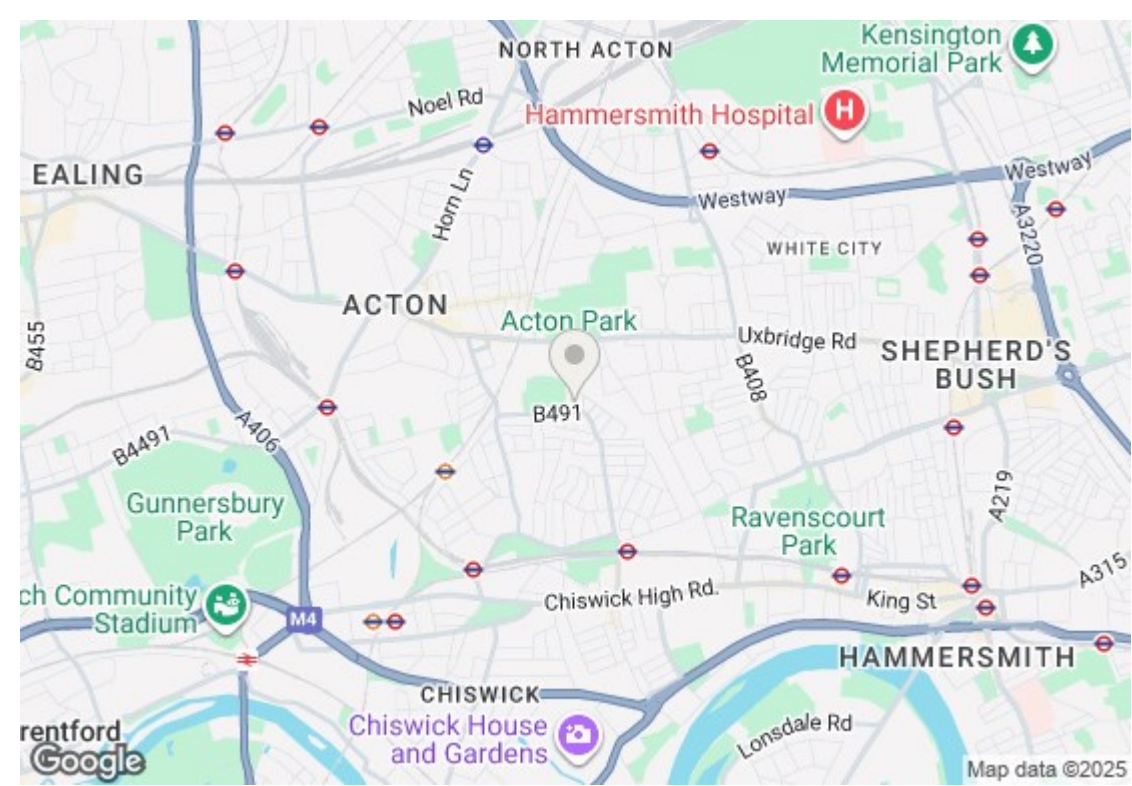 NORTH ACTON
Kensington
Memorial Park
Noel Rd
Hammersmith Hospital
H
EALING
Westway
Westway
Horn Ln
A3220
WHITE CITY
ACTON
Acton Park
Uxbridge Rd
B455
SHEPHERD'S
BUSH
B408
B491
A406
B4491
Gunnersbury
Park
A219
Ravenscourt
Park
A315
ch Community
Stadium
Chiswick High Rd.
King St
M4
HAMMERSMITH
CHISWICK
Chiswick House
and Gardens
Lonsdale Rd
rentford
Google
Map data ©2025